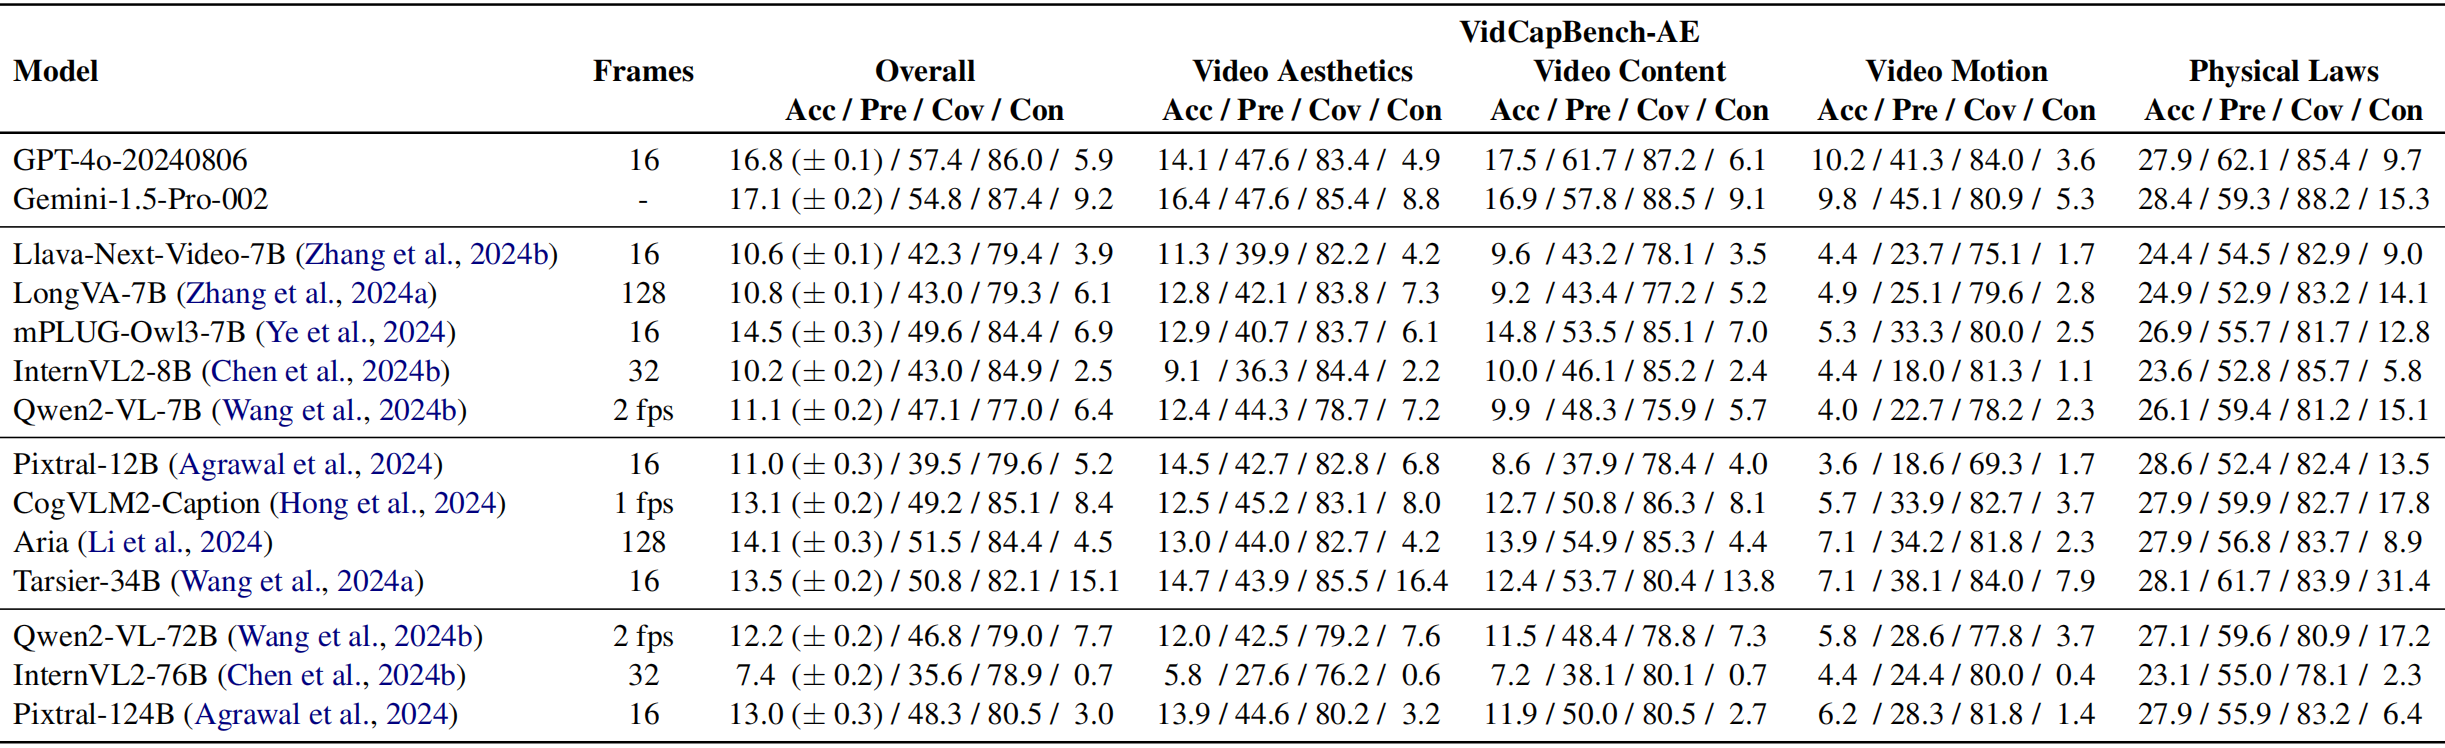 VidCapBench-AE
Model Frames Overall Video Aesthetics Video Content Video Motion Physical Laws
Acc / Pre / Cov / Con Acc / Pre / Cov / Con Acc / Pre / Cov / Con Acc / Pre / Cov / Con Acc / Pre / Cov / Con
GPT-4o-20240806 16 16.8 (± 0.1) / 57.4 / 86.0 / 5.9 14.1 / 47.6 / 83.4 / 4.9 17.5 / 61.7 / 87.2 / 6.1 10.2 / 41.3 / 84.0 / 3.6 27.9 / 62.1 / 85.4 / 9.7
Gemini-1.5-Pro-002 - 17.1 (± 0.2) / 54.8 / 87.4 / 9.2 16.4 / 47.6 / 85.4 / 8.8 16.9 / 57.8 / 88.5 / 9.1 9.8 / 45.1 / 80.9 / 5.3 28.4 / 59.3 / 88.2 / 15.3
Llava-Next-Video-7B (Zhang et al., 2024b) 16 10.6 (± 0.1) / 42.3 / 79.4 / 3.9 11.3 / 39.9 / 82.2 / 4.2 9.6 / 43.2 / 78.1 / 3.5 4.4 / 23.7 / 75.1 / 1.7 24.4 / 54.5 / 82.9 / 9.0
LongVA-7B (Zhang et al., 2024a) 128 10.8 (± 0.1) / 43.0 / 79.3 / 6.1 12.8 / 42.1 / 83.8 / 7.3 9.2 / 43.4 / 77.2 / 5.2 4.9 / 25.1 / 79.6 / 2.8 24.9 / 52.9 / 83.2 / 14.1
mPLUG-Owl3-7B (Ye et al., 2024) 16 14.5 (± 0.3) / 49.6 / 84.4 / 6.9 12.9 / 40.7 / 83.7 / 6.1 14.8 / 53.5 / 85.1 / 7.0 5.3 / 33.3 / 80.0 / 2.5 26.9 / 55.7 / 81.7 / 12.8
InternVL2-8B (Chen et al., 2024b) 32 10.2 (± 0.2) / 43.0 / 84.9 / 2.5 9.1 / 36.3 / 84.4 / 2.2 10.0 / 46.1 / 85.2 / 2.4 4.4 / 18.0 / 81.3 / 1.1 23.6 / 52.8 / 85.7 / 5.8
Qwen2-VL-7B (Wang et al., 2024b) 2 fps 11.1 (± 0.2) / 47.1 / 77.0 / 6.4 12.4 / 44.3 / 78.7 / 7.2 9.9 / 48.3 / 75.9 / 5.7 4.0 / 22.7 / 78.2 / 2.3 26.1 / 59.4 / 81.2 / 15.1
Pixtral-12B (Agrawal et al., 2024) 16 11.0 (± 0.3) / 39.5 / 79.6 / 5.2 14.5 / 42.7 / 82.8 / 6.8 8.6 / 37.9 / 78.4 / 4.0 3.6 / 18.6 / 69.3 / 1.7 28.6 / 52.4 / 82.4 / 13.5
CogVLM2-Caption (Hong et al., 2024) 1 fps 13.1 (± 0.2) / 49.2 / 85.1 / 8.4 12.5 / 45.2 / 83.1 / 8.0 12.7 / 50.8 / 86.3 / 8.1 5.7 / 33.9 / 82.7 / 3.7 27.9 / 59.9 / 82.7 / 17.8
Aria (Li et al., 2024) 128 14.1 (± 0.3) / 51.5 / 84.4 / 4.5 13.0 / 44.0 / 82.7 / 4.2 13.9 / 54.9 / 85.3 / 4.4 7.1 / 34.2 / 81.8 / 2.3 27.9 / 56.8 / 83.7 / 8.9
Tarsier-34B (Wang et al., 2024a) 16 13.5 (± 0.2) / 50.8 / 82.1 / 15.1 14.7 / 43.9 / 85.5 / 16.4 12.4 / 53.7 / 80.4 / 13.8 7.1 / 38.1 / 84.0 / 7.9 28.1 / 61.7 / 83.9 / 31.4
Qwen2-VL-72B (Wang et al., 2024b) 2 fps 12.2 (± 0.2) / 46.8 / 79.0 / 7.7 12.0 / 42.5 / 79.2 / 7.6 11.5 / 48.4 / 78.8 / 7.3 5.8 / 28.6 / 77.8 / 3.7 27.1 / 59.6 / 80.9 / 17.2
InternVL2-76B (Chen et al., 2024b) 32 7.4 (± 0.2) / 35.6 / 78.9 / 0.7 5.8 / 27.6 / 76.2 / 0.6 7.2 / 38.1 / 80.1 / 0.7 4.4 / 24.4 / 80.0 / 0.4 23.1 / 55.0 / 78.1 / 2.3
Pixtral-124B (Agrawal et al., 2024) 16 13.0 (± 0.3) / 48.3 / 80.5 / 3.0 13.9 / 44.6 / 80.2 / 3.2 11.9 / 50.0 / 80.5 / 2.7 6.2 / 28.3 / 81.8 / 1.4 27.9 / 55.9 / 83.2 / 6.4